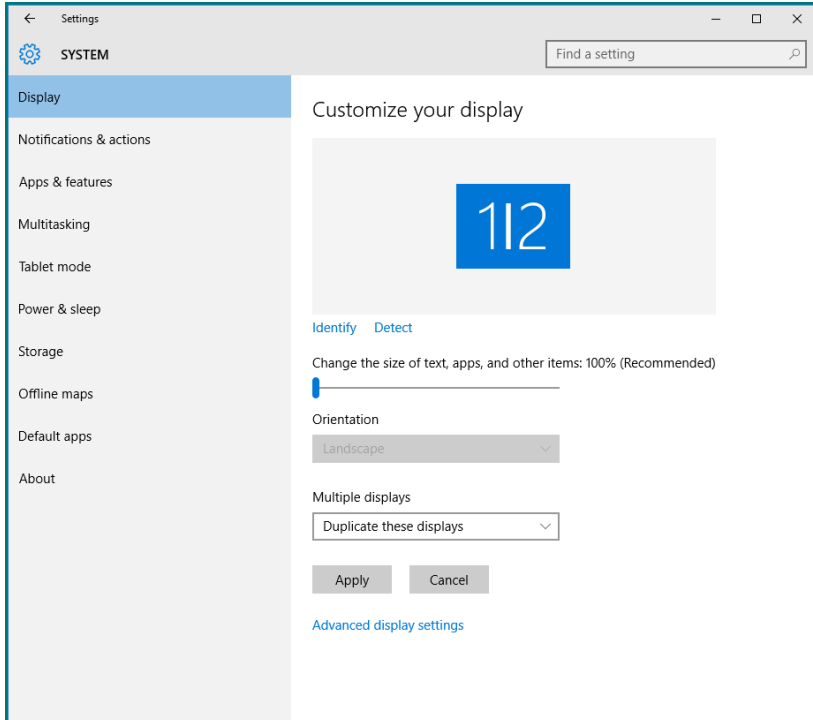 Settings
SYSTEM
Find a setting
Display
Notifications & actions
Apps & features
Multitasking
Tablet mode
Power & sleep
Storage
Offline maps
Default apps
About
Customize your display
1|2
Identify Detect
Change the size of text, apps, and other items: 100% (Recommended)
Orientation
Landscape
Multiple displays
Duplicate these displays
Apply Cancel
Advanced display settings